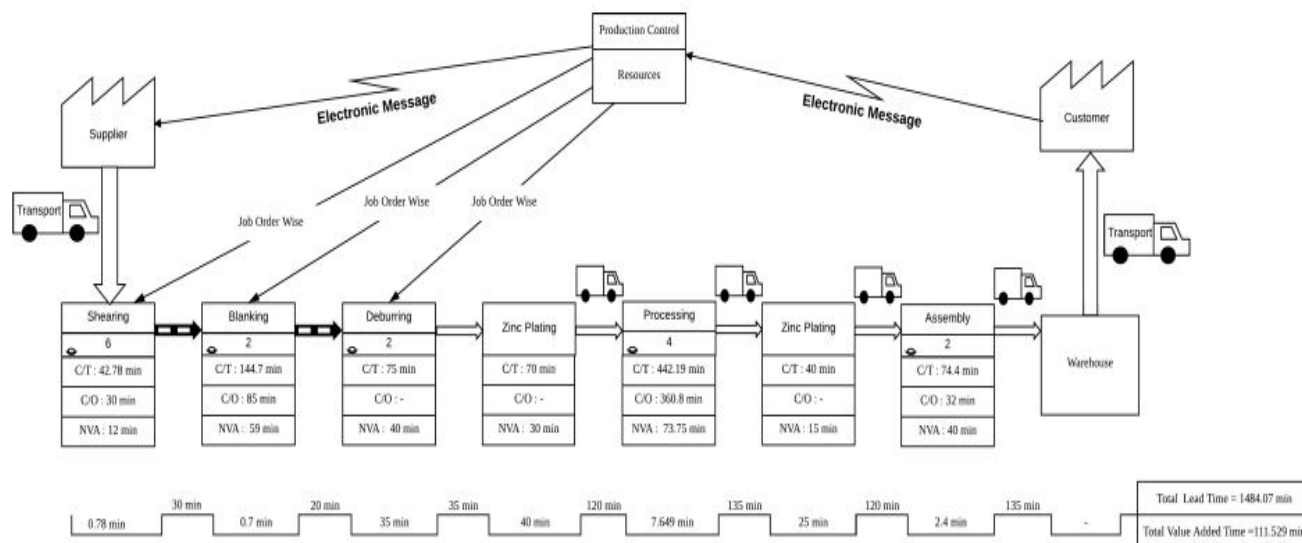 Production Control
Resources
Electronic Message
Electronic Message
Supplier
Customer
Transport
Transport
Job Order Wise
Job Order Wise
Job Order Wise
Shearing
6
C/T : 42.78 min
C/O : 30 min
NVA : 12 min
Blanking
2
C/T : 144.7 min
C/O : 85 min
NVA : 59 min
Deburring
2
C/T : 75 min
C/O : -
NVA : 40 min
Zinc Plating
C/T : 70 min
C/O : -
NVA : 30 min
Processing
4
C/T : 442.19 min
C/O : 360.8 min
NVA : 73.75 min
Zinc Plating
C/T : 40 min
C/O : -
NVA : 15 min
Assembly
2
C/T : 74.4 min
C/O : 32 min
NVA : 40 min
Warehouse
30 min
20 min
35 min
120 min
135 min
120 min
135 min
0.78 min
0.7 min
35 min
40 min
7.649 min
25 min
2.4 min
-
Total Lead Time = 1484.07 min
Total Value Added Time =111.529 min